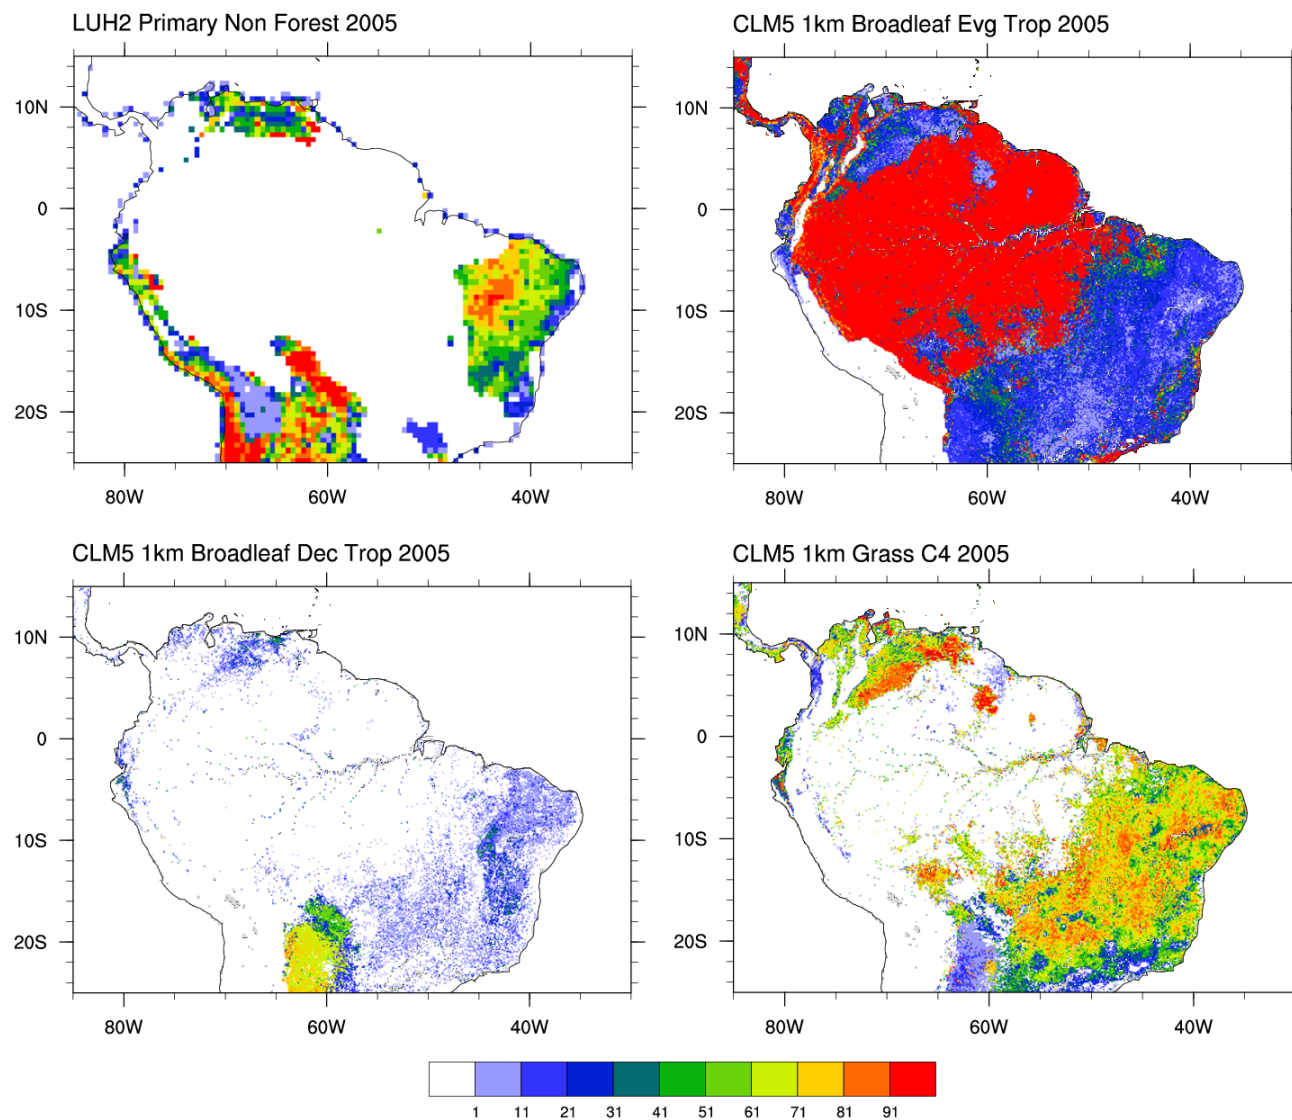 LUH2 Primary Non Forest 2005
CLM5 1km Broadleaf Evg Trop 2005
10N
0
10S
20S
80W 60W 40W
10N
0
10S
20S
80W 60W 40W
CLM5 1km Broadleaf Dec Trop 2005
CLM5 1km Grass C4 2005
10N
0
10S
20S
80W 60W 40W
10N
0
10S
20S
80W 60W 40W
1 11 21 31 41 51 61 71 81 91